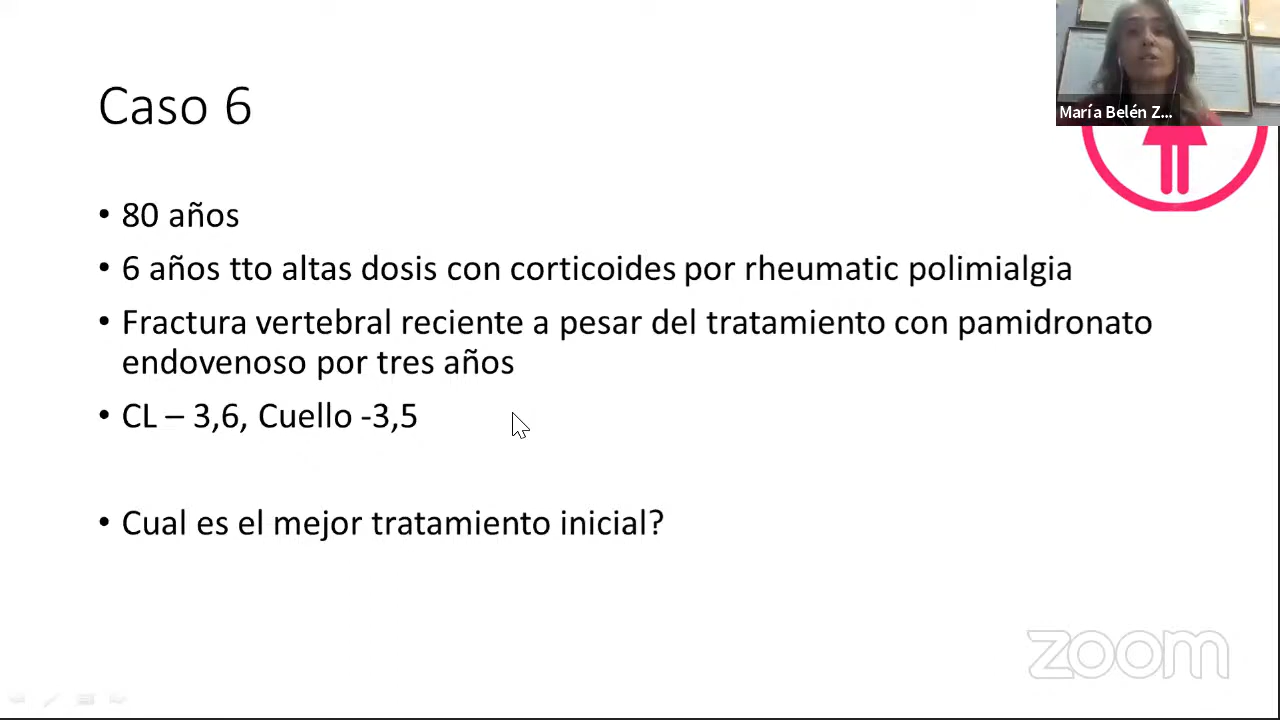 Caso 6
María Belén Z...
• 80 años
• 6 años tto altas dosis con corticoides por rheumatic polimialgia
• Fractura vertebral reciente a pesar del tratamiento con pamidronato
endovenoso por tres años
• CL – 3,6, Cuello -3,5
• Cual es el mejor tratamiento inicial?
zoom